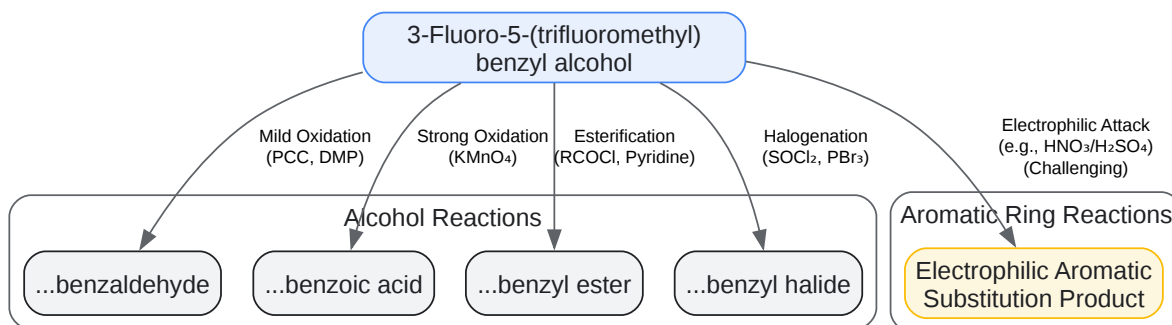 3-Fluoro-5-(trifluoromethyl)
benzyl alcohol
Mild Oxidation
(PCC, DMP)
Strong Oxidation
(KMnO₄)
Esterification
(RCOCl, Pyridine)
Halogenation
(SOCl₂, PBr₃)
Electrophilic Attack
(e.g., HNO₃/H₂SO₄)
(Challenging)
Alcohol Reactions
Aromatic Ring Reactions
...benzaldehyde
...benzoic acid
...benzyl ester
...benzyl halide
Electrophilic Aromatic
Substitution Product